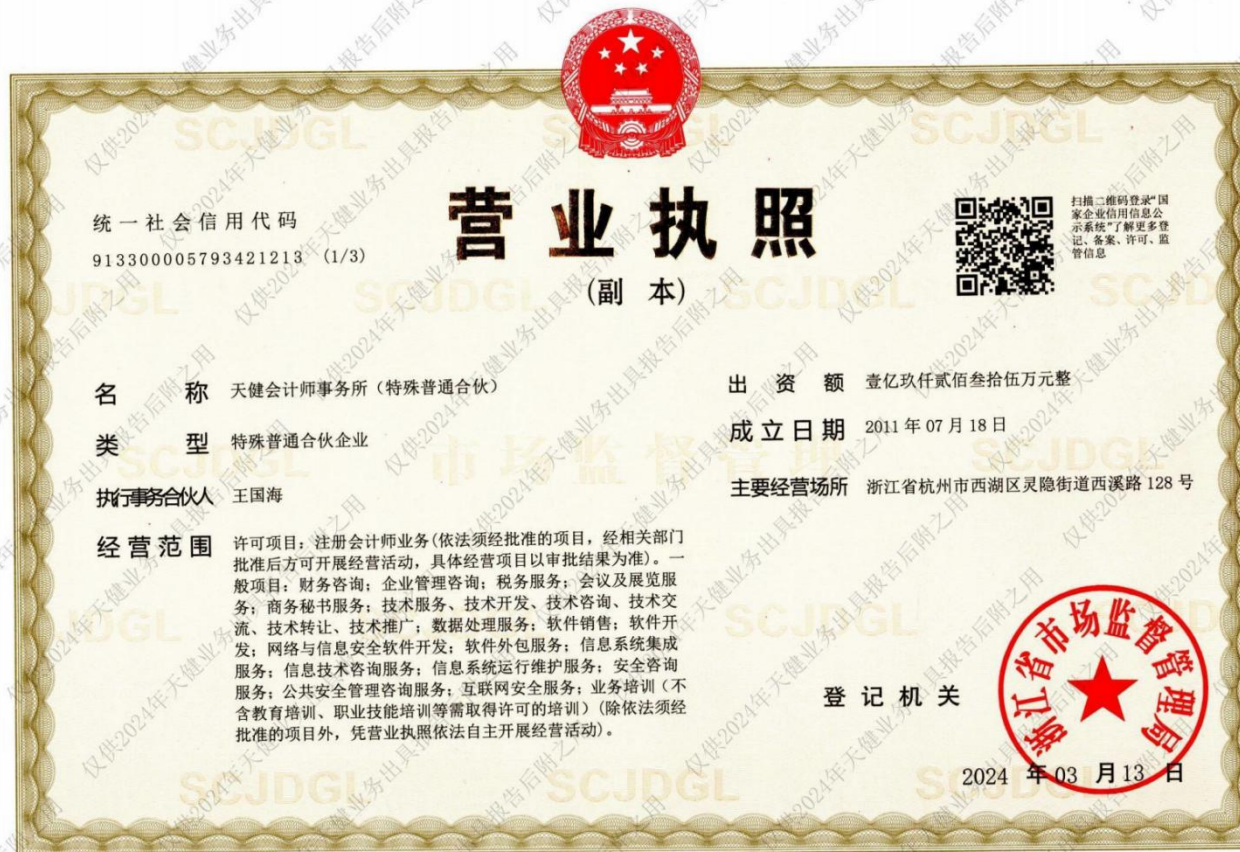 统一社会信用代码
913300005793421213 (1/3)
营业执照
(副 本)
扫描二维码登录“国
家企业信用信息公
示系统”了解更多登
记、备案、许可、监
管信息
名 称 天健会计师事务所（特殊普通合伙）
类 型 特殊普通合伙企业
执行事务合伙人 王国海
经营范围 许可项目：注册会计师业务(依法须经批准的项目，经相关部门
批准后方可开展经营活动，具体经营项目以审批结果为准)。一
般项目：财务咨询；企业管理咨询；税务服务；会议及展览服
务；商务秘书服务；技术服务、技术开发、技术咨询、技术交
流、技术转让、技术推广；数据处理服务；软件销售；软件开
发；网络与信息安全软件开发；软件外包服务；信息系统集成
服务；信息技术咨询服务；信息系统运行维护服务；安全咨询
服务；公共安全管理咨询服务；互联网安全服务；业务培训（不
含教育培训、职业技能培训等需取得许可的培训）(除依法须经
批准的项目外，凭营业执照依法自主开展经营活动)。
出 资 额 壹亿玖仟贰佰叁拾伍万元整
成立日期 2011 年 07 月 18 日
主要经营场所 浙江省杭州市西湖区灵隐街道西溪路 128 号
登记机关
浙江省市场监督管理局
2024 年 03 月 13 日
市场监督管理
SCJDGL
仅供2024年天健业务出具报告后附之用